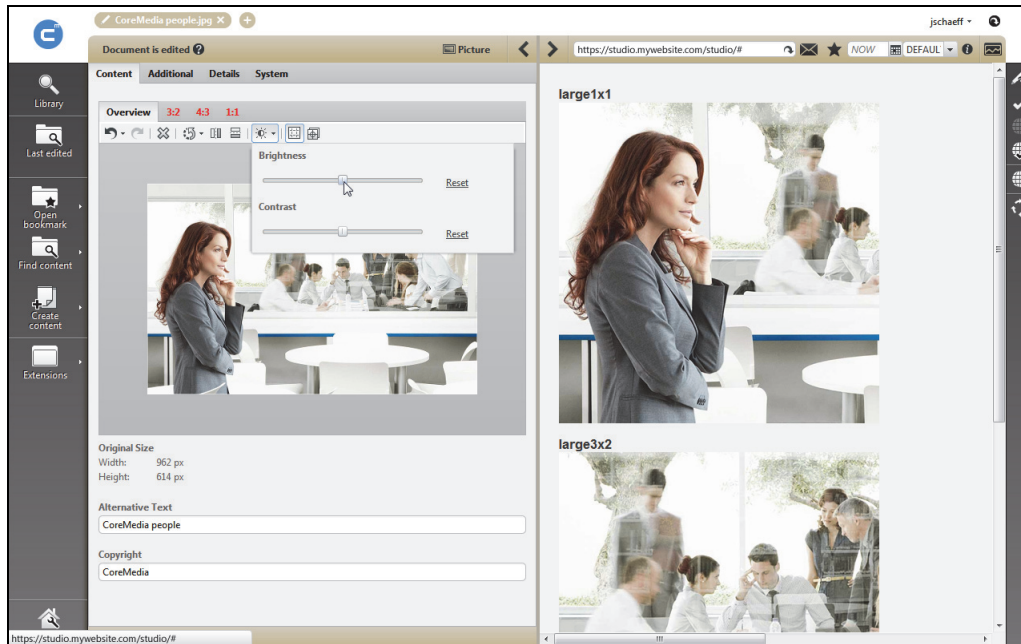 CoreMedia people.jpg
jschaeff
Document is edited
Picture
https://studio.mywebsite.com/studio/#
NOW
DEFAUL
Content Additional Details System
Library
Last edited
Open bookmark
Find content
Create content
Extensions
Overview 3:2 4:3 1:1
Brightness
Reset
Contrast
Reset
Original Size
Width: 962 px
Height: 614 px
Alternative Text
CoreMedia people
Copyright
CoreMedia
large1x1
large3x2
https://studio.mywebsite.com/studio/#